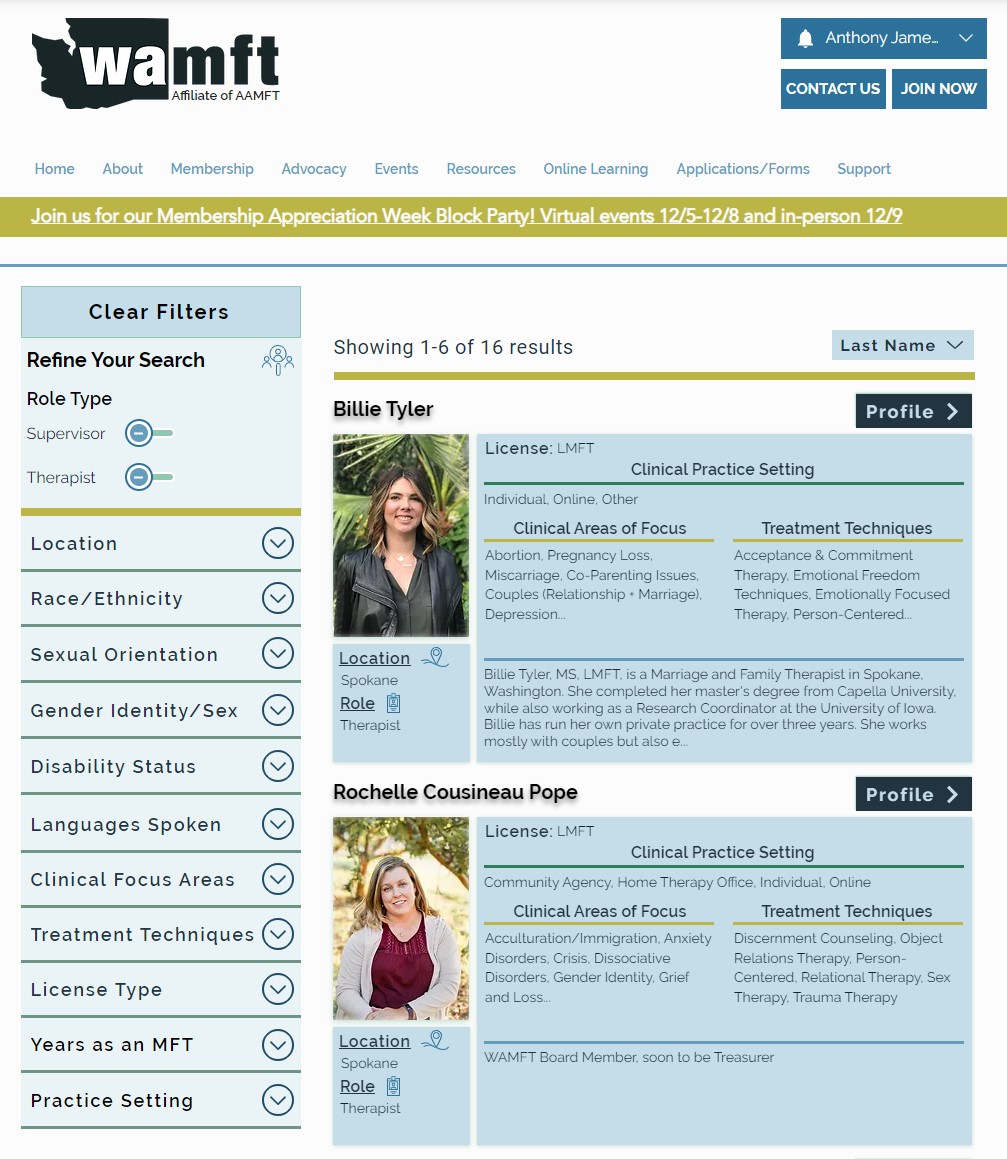 wamft
Affiliate of AAMFT
Anthony Jame...
CONTACT US
JOIN NOW
Home About Membership Advocacy Events Resources Online Learning Applications/Forms Support
Join us for our Membership Appreciation Week Block Party! Virtual events 12/5-12/8 and in-person 12/9
Clear Filters
Refine Your Search
Role Type
Supervisor
Therapist
Location
Race/Ethnicity
Sexual Orientation
Gender Identity/Sex
Disability Status
Languages Spoken
Clinical Focus Areas
Treatment Techniques
License Type
Years as an MFT
Practice Setting
Showing 1-6 of 16 results
Last Name
Billie Tyler
Profile
License: LMFT
Clinical Practice Setting
Individual, Online, Other
Clinical Areas of Focus
Abortion, Pregnancy Loss,
Miscarriage, Co-Parenting Issues,
Couples (Relationship + Marriage),
Depression...
Treatment Techniques
Acceptance & Commitment
Therapy, Emotional Freedom
Techniques, Emotionally Focused
Therapy, Person-Centered...
Location
Spokane
Role
Therapist
Billie Tyler, MS, LMFT, is a Marriage and Family Therapist in Spokane,
Washington. She completed her master's degree from Capella University,
while also working as a Research Coordinator at the University of Iowa.
Billie has run her own private practice for over three years. She works
mostly with couples but also e...
Rochelle Cousineau Pope
Profile
License: LMFT
Clinical Practice Setting
Community Agency, Home Therapy Office, Individual, Online
Clinical Areas of Focus
Acculturation/Immigration, Anxiety
Disorders, Crisis, Dissociative
Disorders, Gender Identity, Grief
and Loss...
Treatment Techniques
Discernment Counseling, Object
Relations Therapy, Person-
Centered, Relational Therapy, Sex
Therapy, Trauma Therapy
Location
Spokane
Role
Therapist
WAMFT Board Member, soon to be Treasurer